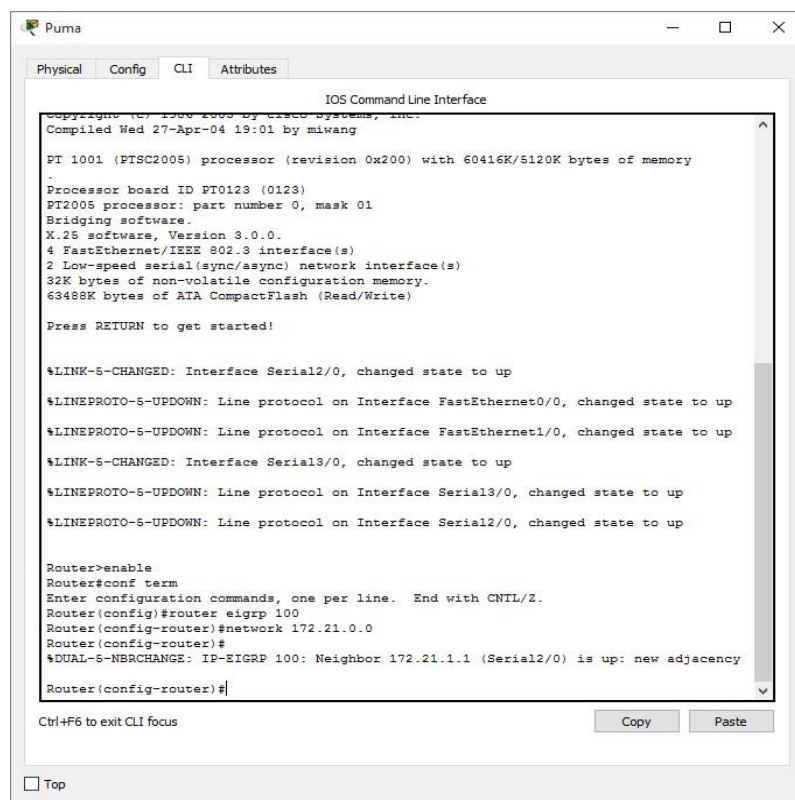 Puma
Physical Config CLI Attributes
IOS Command Line Interface
Copyright (c) 1986-2005 by Cisco Systems, Inc.
Compiled Wed 27-Apr-04 19:01 by miwang
PT 1001 (PTSC2005) processor (revision 0x200) with 60416K/5120K bytes of memory
.
Processor board ID PT0123 (0123)
PT2005 processor: part number 0, mask 01
Bridging software.
X.25 software, Version 3.0.0.
4 FastEthernet/IEEE 802.3 interface(s)
2 Low-speed serial(sync/async) network interface(s)
32K bytes of non-volatile configuration memory.
63488K bytes of ATA CompactFlash (Read/Write)
Press RETURN to get started!
%LINK-5-CHANGED: Interface Serial2/0, changed state to up
%LINEPROTO-5-UPDOWN: Line protocol on Interface FastEthernet0/0, changed state to up
%LINEPROTO-5-UPDOWN: Line protocol on Interface FastEthernet1/0, changed state to up
%LINK-5-CHANGED: Interface Serial3/0, changed state to up
%LINEPROTO-5-UPDOWN: Line protocol on Interface Serial3/0, changed state to up
%LINEPROTO-5-UPDOWN: Line protocol on Interface Serial2/0, changed state to up
Router>enable
Router#conf term
Enter configuration commands, one per line. End with CNTL/Z.
Router(config)#router eigrp 100
Router(config-router)#network 172.21.0.0
Router(config-router)#
%DUAL-5-NBRCHANGE: IP-EIGRP 100: Neighbor 172.21.1.1 (Serial2/0) is up: new adjacency
Router(config-router)#
Ctrl+F6 to exit CLI focus
Copy Paste
Top